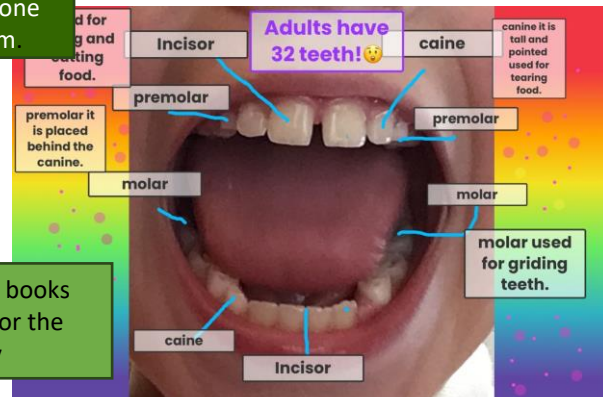 one
m.
d for
g and
cutting
food.
Incisor
Adults have
32 teeth!😲
caine
canine it is
tall and
pointed
used for
tearing
food.
premolar
premolar
premolar it
is placed
behind the
canine.
molar
molar
molar used
for griding
teeth.
books
or the
caine
Incisor